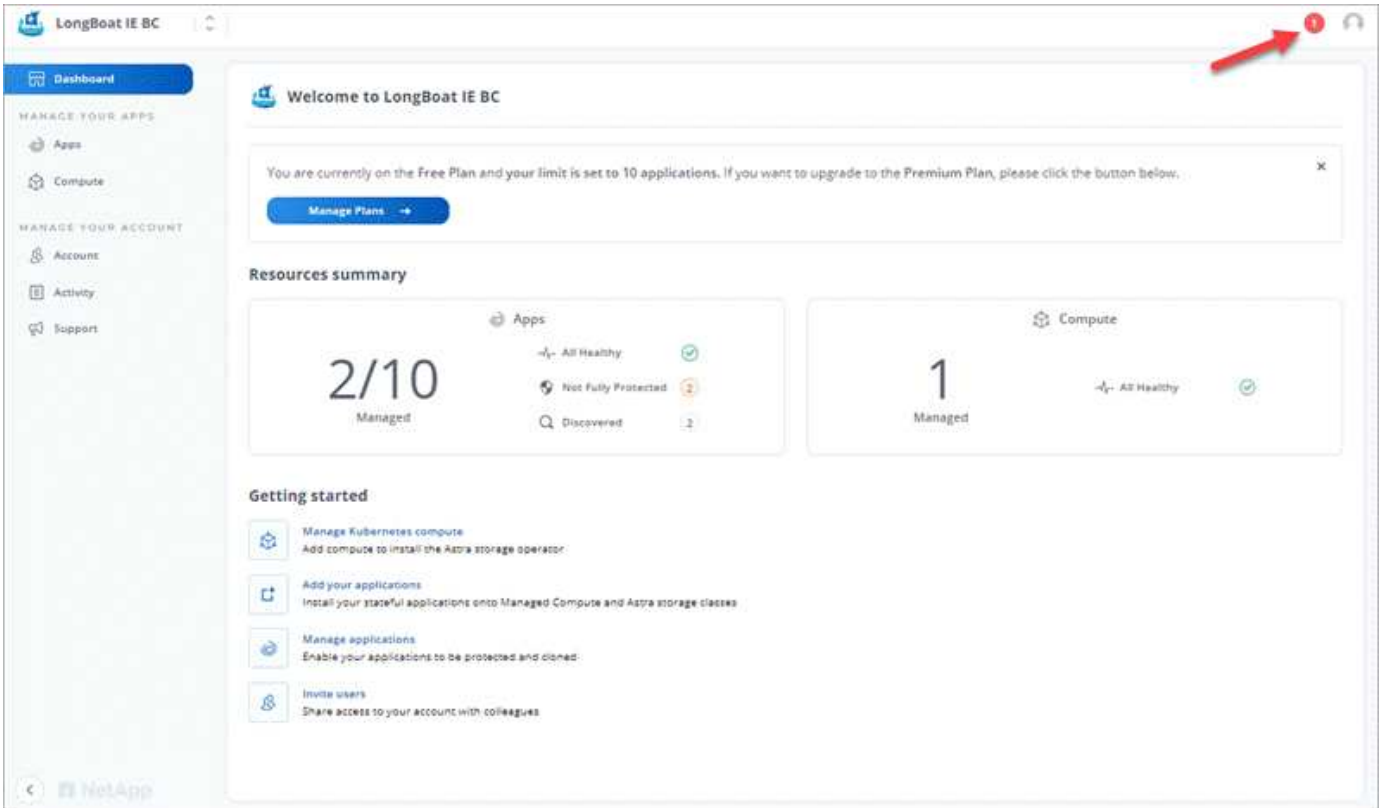 LongBoat IE BC
1
Dashboard
MANAGE YOUR APPS
Apps
Compute
MANAGE YOUR ACCOUNT
Account
Activity
Support
NetApp
Welcome to LongBoat IE BC
You are currently on the Free Plan and your limit is set to 10 applications. If you want to upgrade to the Premium Plan, please click the button below.
Manage Plans →
Resources summary
Apps
2/10
Managed
All Healthy
Not Fully Protected 2
Discovered 2
Compute
1
Managed
All Healthy
Getting started
Manage Kubernetes compute
Add compute to install the Astra storage operator
Add your applications
Install your stateful applications onto Managed Compute and Astra storage classes
Manage applications
Enable your applications to be protected and cloned
Invite users
Share access to your account with colleagues